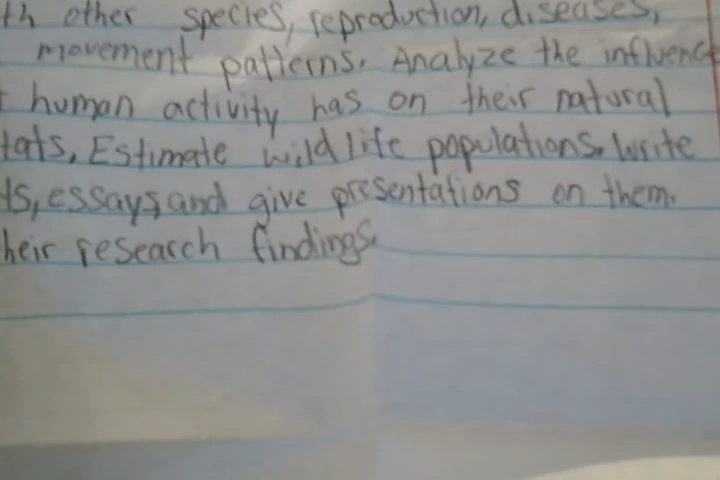 th other species, reproduction, diseases,
movement patterns. Analyze the influence
human activity has on their natural
tats, Estimate wildlife populations. Write
ts, essays, and give presentations on them.
heir research findings.